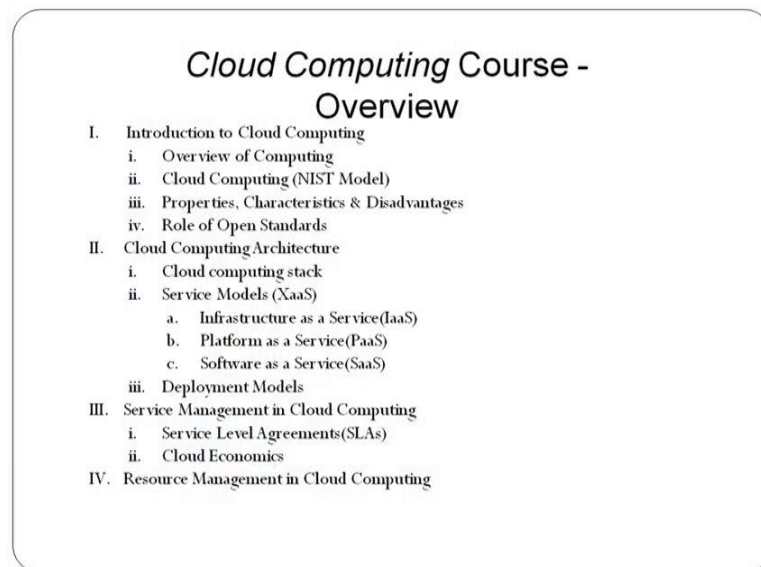 Cloud Computing Course -
Overview
I. Introduction to Cloud Computing
i. Overview of Computing
ii. Cloud Computing (NIST Model)
iii. Properties, Characteristics & Disadvantages
iv. Role of Open Standards
II. Cloud Computing Architecture
i. Cloud computing stack
ii. Service Models (XaaS)
a. Infrastructure as a Service(IaaS)
b. Platform as a Service(PaaS)
c. Software as a Service(SaaS)
iii. Deployment Models
III. Service Management in Cloud Computing
i. Service Level Agreements(SLAs)
ii. Cloud Economics
IV. Resource Management in Cloud Computing